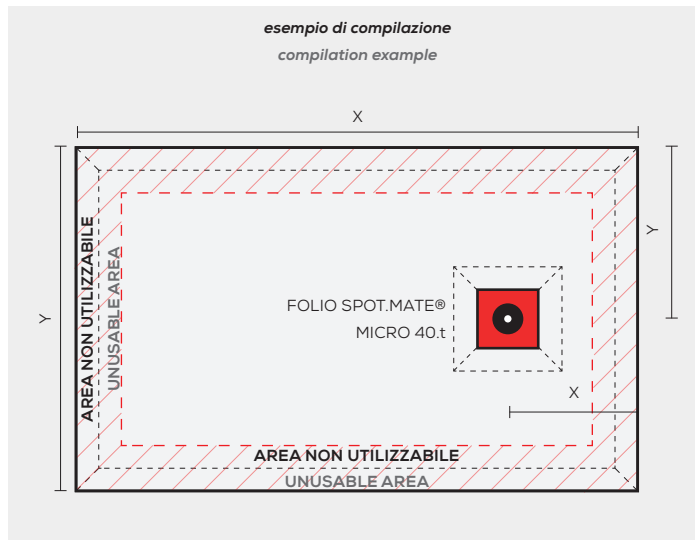 esempio di compilazione
compilation example
X
Y
Y
AREA NON UTILIZZABILE
UNUSABLE AREA
FOLIO SPOT.MATE®
MICRO 40.t
X
AREA NON UTILIZZABILE
UNUSABLE AREA